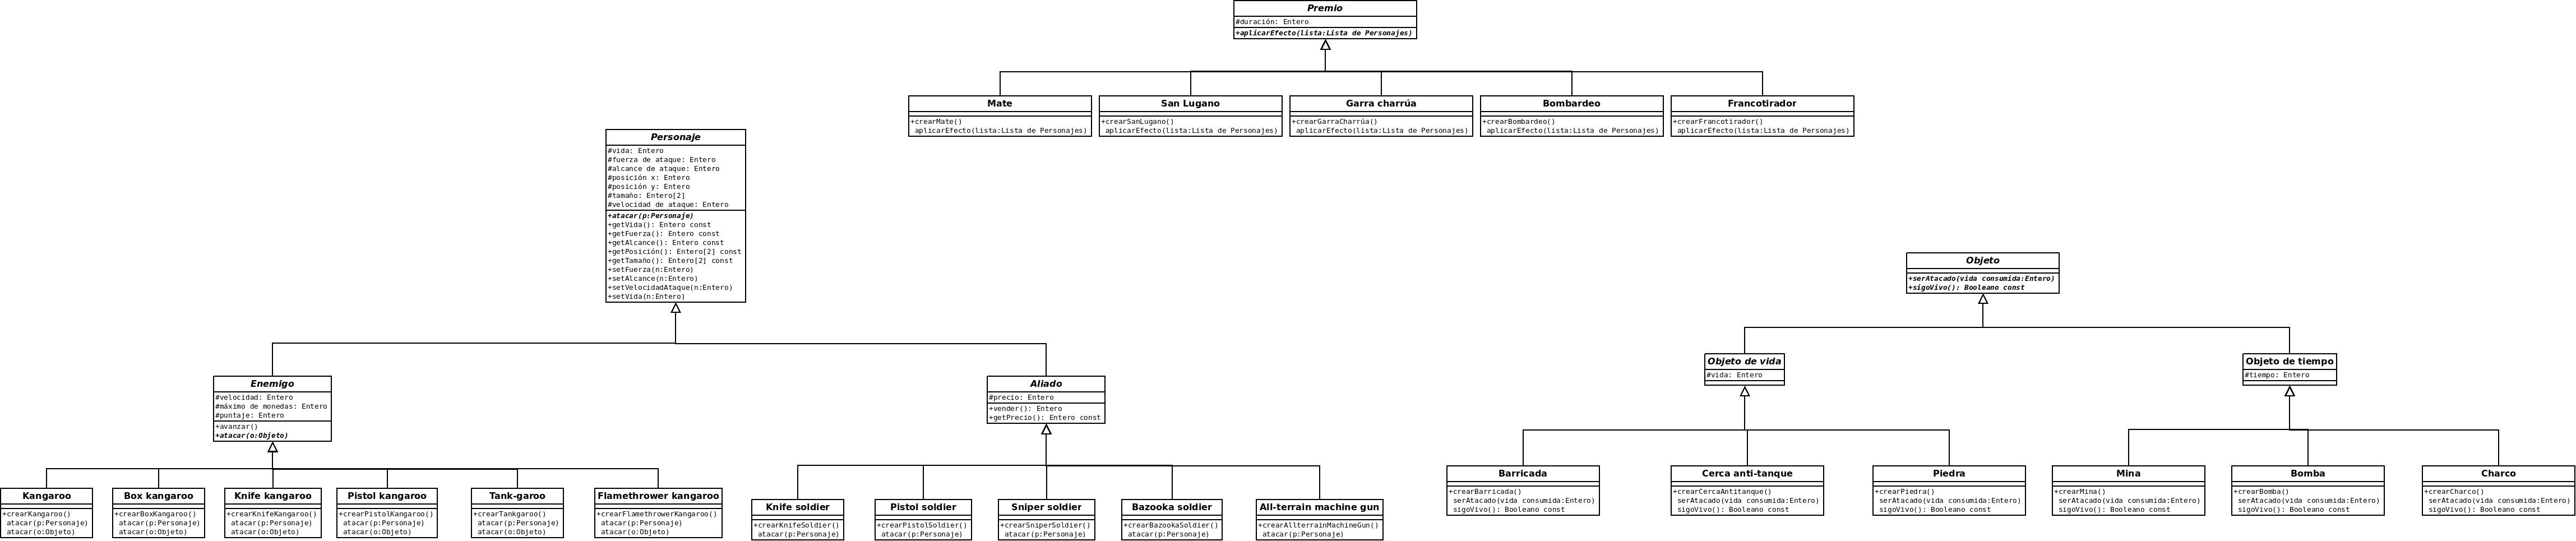 Premio
#duración: Entero
+aplicarEfecto(lista:Lista de Personajes)
Mate
+crearMate()
aplicarEfecto(lista:Lista de Personajes)
San Lugano
+crearSanLugano()
aplicarEfecto(lista:Lista de Personajes)
Garra charrúa
+crearGarraCharrúa()
aplicarEfecto(lista:Lista de Personajes)
Bombardeo
+crearBombardeo()
aplicarEfecto(lista:Lista de Personajes)
Francotirador
+crearFrancotirador()
aplicarEfecto(lista:Lista de Personajes)
Personaje
#vida: Entero
#fuerza de ataque: Entero
#alcance de ataque: Entero
#posición x: Entero
#posición y: Entero
#tamaño: Entero[2]
#velocidad de ataque: Entero
+atacar(p:Personaje)
+getVida(): Entero const
+getFuerza(): Entero const
+getAlcance(): Entero const
+getPosición(): Entero[2] const
+getTamaño(): Entero[2] const
+setFuerza(n:Entero)
+setAlcance(n:Entero)
+setVelocidadAtaque(n:Entero)
+setVida(n:Entero)
Objeto
+serAtacado(vida consumida:Entero)
+sigoVivo(): Booleano const
Enemigo
#velocidad: Entero
#máximo de monedas: Entero
#puntaje: Entero
+avanzar()
+atacar(o:Objeto)
Aliado
#precio: Entero
+vender(): Entero
+getPrecio(): Entero const
Objeto de vida
#vida: Entero
Objeto de tiempo
#tiempo: Entero
Kangaroo
+crearKangaroo()
atacar(p:Personaje)
atacar(o:Objeto)
Box kangaroo
+crearBoxKangaroo()
atacar(p:Personaje)
atacar(o:Objeto)
Knife kangaroo
+crearKnifeKangaroo()
atacar(p:Personaje)
atacar(o:Objeto)
Pistol kangaroo
+crearPistolKangaroo()
atacar(p:Personaje)
atacar(o:Objeto)
Tank-garoo
+crearTankgaroo()
atacar(p:Personaje)
atacar(o:Objeto)
Flamethrower kangaroo
+crearFlamethrowerKangaroo()
atacar(p:Personaje)
atacar(o:Objeto)
Knife soldier
+crearKnifeSoldier()
atacar(p:Personaje)
Pistol soldier
+crearPistolSoldier()
atacar(p:Personaje)
Sniper soldier
+crearSniperSoldier()
atacar(p:Personaje)
Bazooka soldier
+crearBazookaSoldier()
atacar(p:Personaje)
All-terrain machine gun
+crearAllterrainMachineGun()
atacar(p:Personaje)
Barricada
+crearBarricada()
serAtacado(vida consumida:Entero)
sigoVivo(): Booleano const
Cerca anti-tanque
+crearCercaAntitanque()
serAtacado(vida consumida:Entero)
sigoVivo(): Booleano const
Piedra
+crearPiedra()
serAtacado(vida consumida:Entero)
sigoVivo(): Booleano const
Mina
+crearMina()
serAtacado(vida consumida:Entero)
sigoVivo(): Booleano const
Bomba
+crearBomba()
serAtacado(vida consumida:Entero)
sigoVivo(): Booleano const
Charco
+crearCharco()
serAtacado(vida consumida:Entero)
sigoVivo(): Booleano const